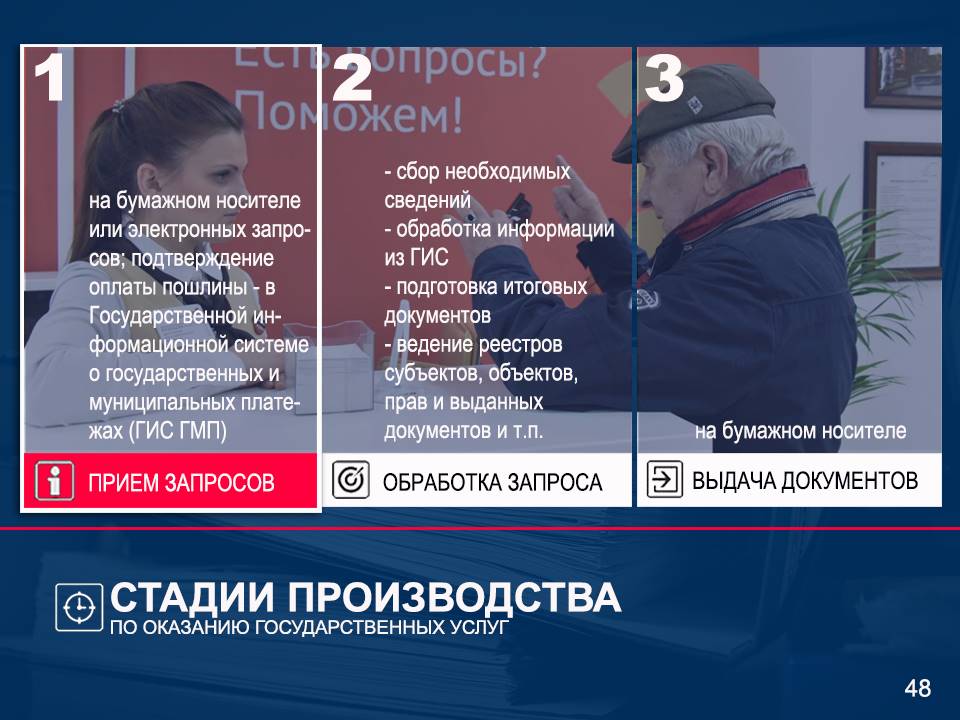 Есть вопросы?
Поможем!
1
на бумажном носителе
или электронных запро-
сов; подтверждение
оплаты пошлины - в
Государственной ин-
формационной системе
о государственных и
муниципальных плате-
жах (ГИС ГМП)
ПРИЕМ ЗАПРОСОВ
2
- сбор необходимых
сведений
- обработка информации
из ГИС
- подготовка итоговых
документов
- ведение реестров
субъектов, объектов,
прав и выданных
документов и т.п.
ОБРАБОТКА ЗАПРОСА
3
на бумажном носителе
ВЫДАЧА ДОКУМЕНТОВ
СТАДИИ ПРОИЗВОДСТВА
ПО ОКАЗАНИЮ ГОСУДАРСТВЕННЫХ УСЛУГ
48